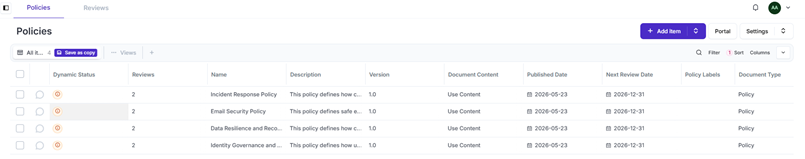 Policies Reviews AA
Policies + Add item Portal Settings
All it... 4 Save as copy Views + Filter 1 Sort Columns
Dynamic Status Reviews Name Description Version Document Content Published Date Next Review Date Policy Labels Document Type
2 Incident Response Policy This policy defines how c... 1.0 Use Content 2026-05-23 2026-12-31 Policy
2 Email Security Policy This policy defines safe e... 1.0 Use Content 2026-05-23 2026-12-31 Policy
2 Data Resilience and Reco... This policy defines how c... 1.0 Use Content 2026-05-23 2026-12-31 Policy
2 Identity Governance and ... This policy defines how u... 1.0 Use Content 2026-05-23 2026-12-31 Policy